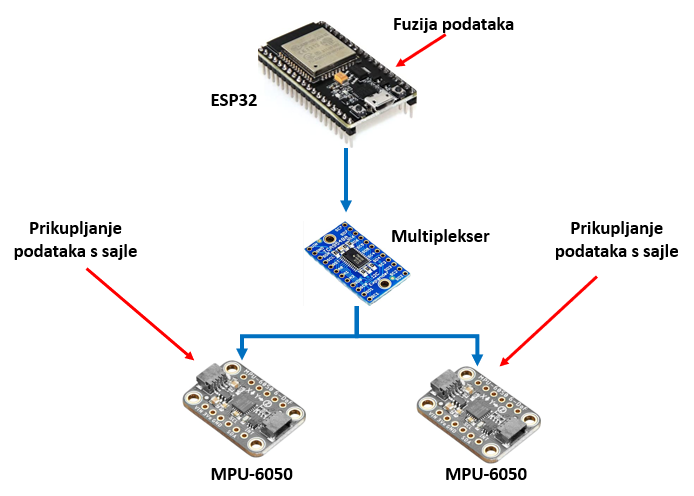 Fuzija podataka
ESP32
Multiplekser
Prikupljanje
podataka s sajle
Prikupljanje
podataka s sajle
MPU-6050
MPU-6050